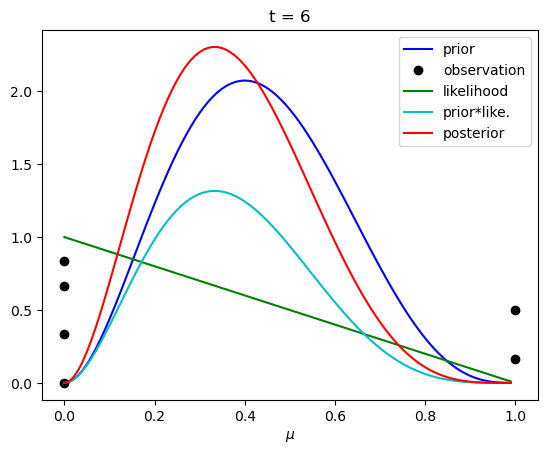 t = 6
prior
observation
likelihood
prior*like.
posterior
2.0
1.5
1.0
0.5
0.0
0.0 0.2 0.4 0.6 0.8 1.0
μ